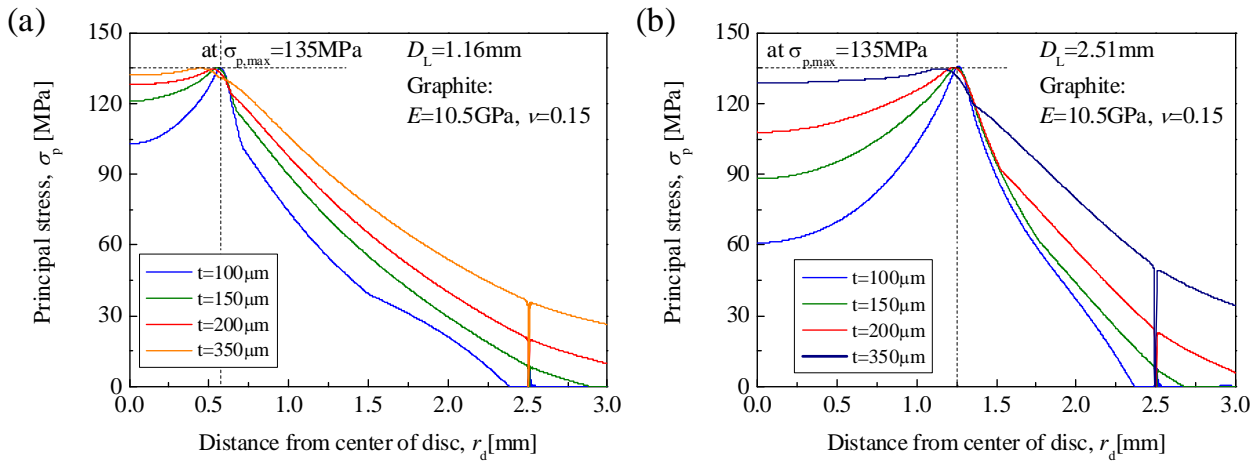 (a)
150
120
90
60
30
0
Principal stress, σp [MPa]
at σp,max=135MPa
DL=1.16mm
Graphite:
E=10.5GPa, ν=0.15
t=100μm
t=150μm
t=200μm
t=350μm
0.0 0.5 1.0 1.5 2.0 2.5 3.0
Distance from center of disc, rd[mm]
(b)
150
120
90
60
30
0
Principal stress, σp [MPa]
at σp,max=135MPa
DL=2.51mm
Graphite:
E=10.5GPa, ν=0.15
t=100μm
t=150μm
t=200μm
t=350μm
0.0 0.5 1.0 1.5 2.0 2.5 3.0
Distance from center of disc, rd[mm]